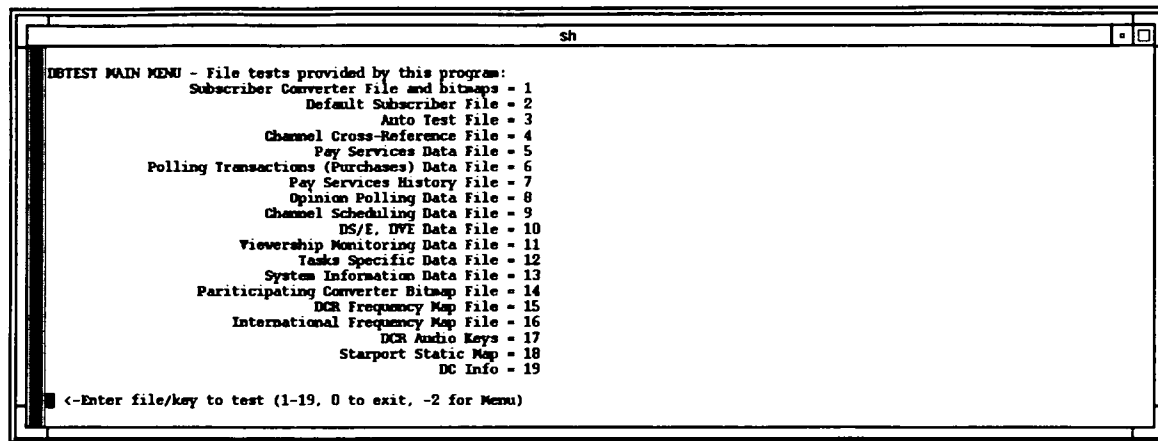 sh
DBTEST MAIN MENU - File tests provided by this program:
Subscriber Converter File and bitmaps = 1
Default Subscriber File = 2
Auto Test File = 3
Channel Cross-Reference File = 4
Pay Services Data File = 5
Polling Transactions (Purchases) Data File = 6
Pay Services History File = 7
Opinion Polling Data File = 8
Channel Scheduling Data File = 9
DS/E, DVE Data File = 10
Viewership Monitoring Data File = 11
Tasks Specific Data File = 12
System Information Data File = 13
Pariticipating Converter Bitmap File = 14
DCR Frequency Map File = 15
International Frequency Map File = 16
DCR Audio Keys = 17
Starport Static Map = 18
DC Info = 19
<-Enter file/key to test (1-19, 0 to exit, -2 for Menu)